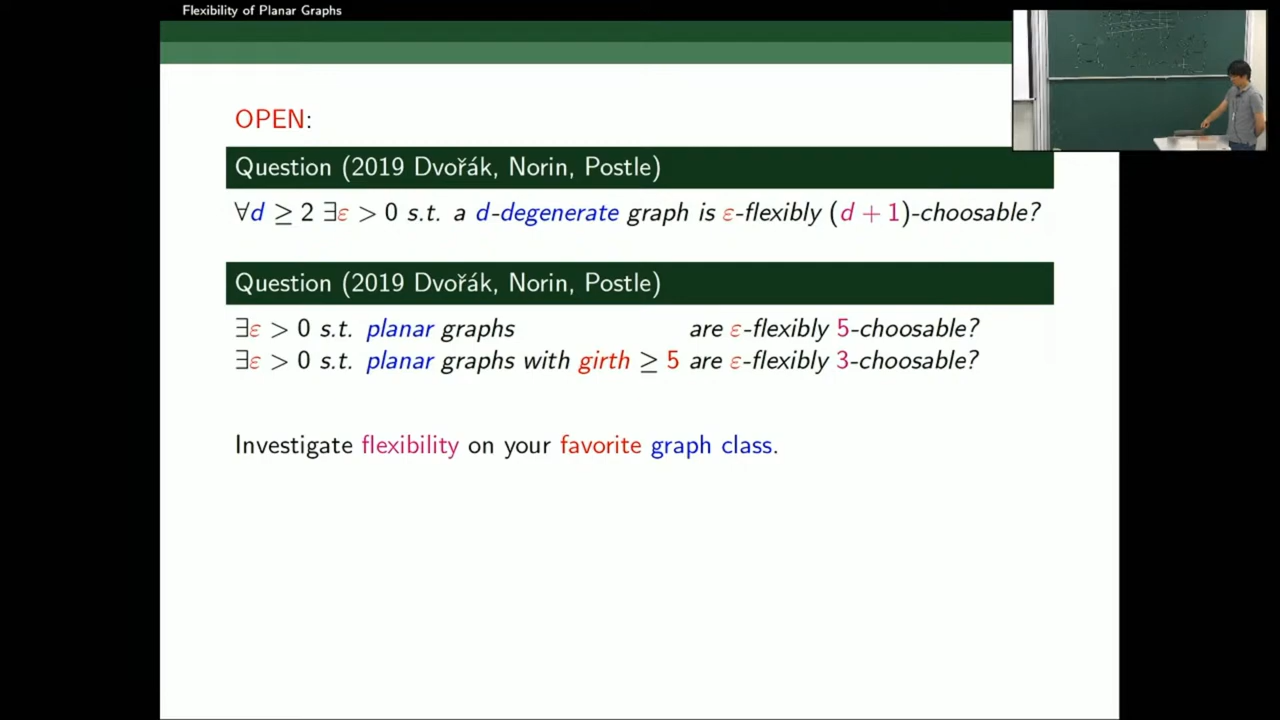 Flexibility of Planar Graphs
OPEN:
Question (2019 Dvořák, Norin, Postle)
∀d ≥ 2 ∃ε > 0 s.t. a d-degenerate graph is ε-flexibly (d + 1)-choosable?
Question (2019 Dvořák, Norin, Postle)
∃ε > 0 s.t. planar graphs are ε-flexibly 5-choosable?
∃ε > 0 s.t. planar graphs with girth ≥ 5 are ε-flexibly 3-choosable?
Investigate flexibility on your favorite graph class.